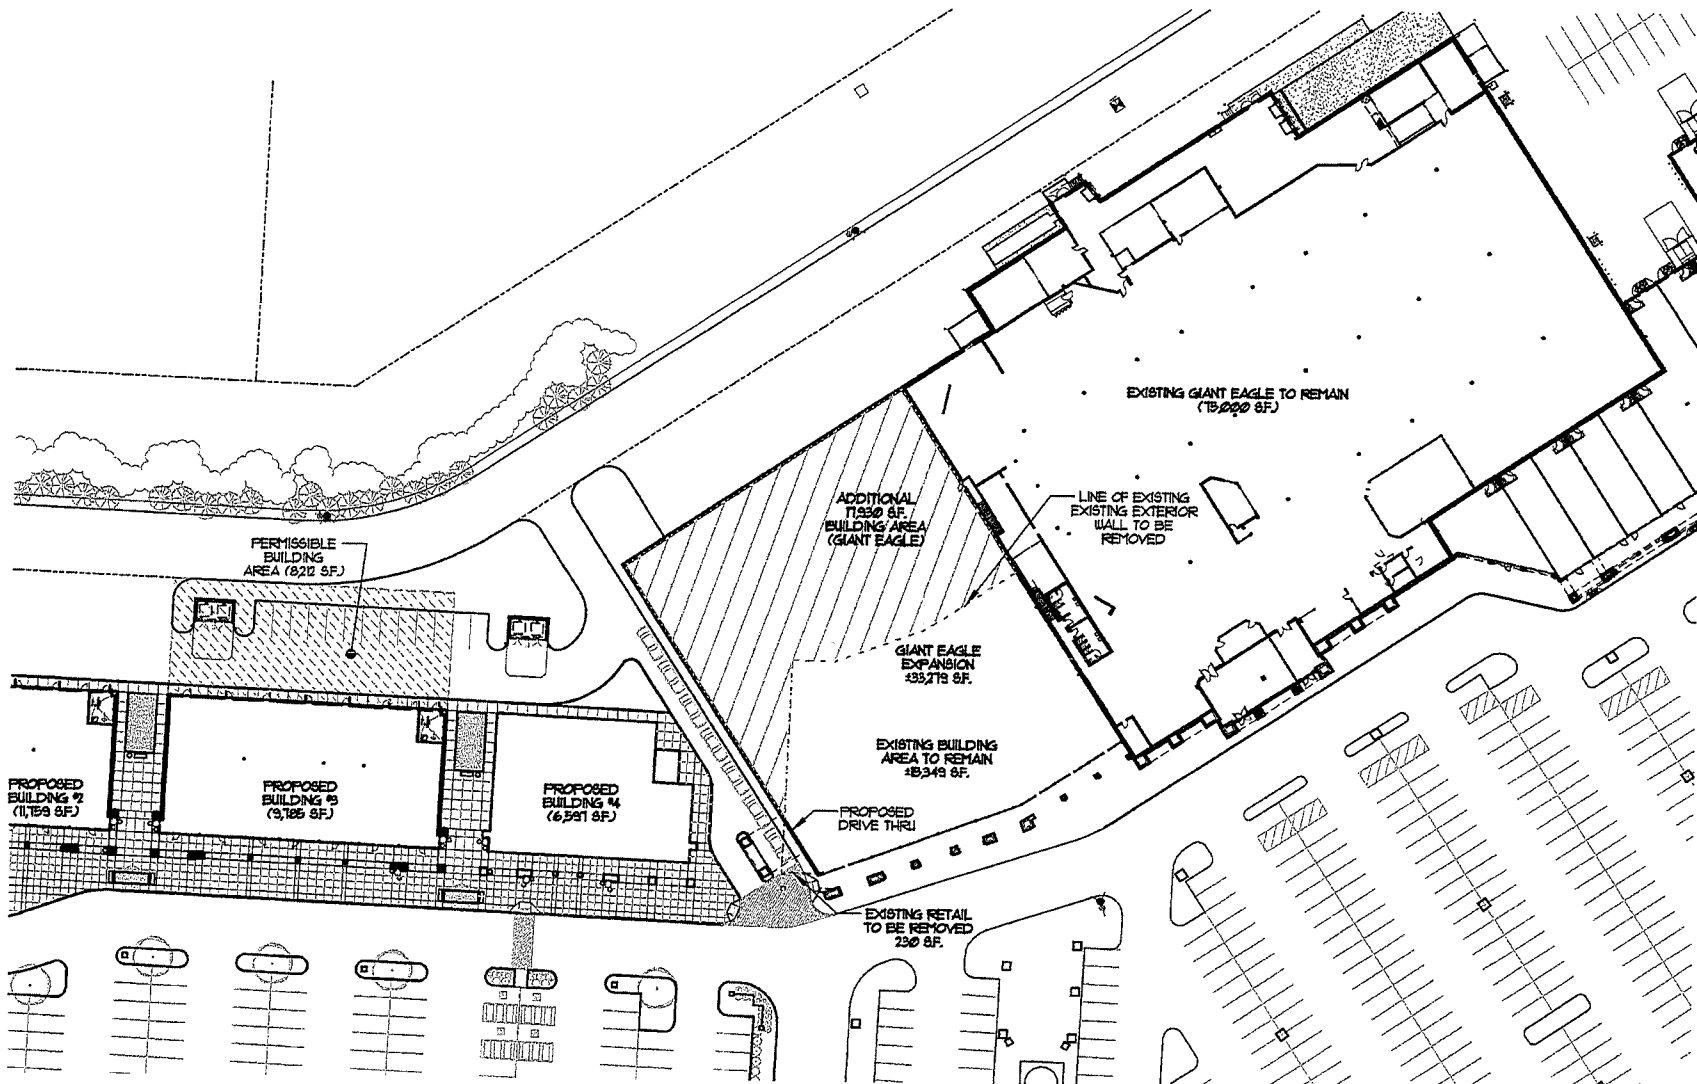 EXISTING GIANT EAGLE TO REMAIN
(75,000 S.F.)
ADDITIONAL
17,930 S.F.
BUILDING AREA
(GIANT EAGLE)
LINE OF EXISTING
EXISTING EXTERIOR
WALL TO BE
REMOVED
PERMISSIBLE
BUILDING
AREA (8,212 S.F.)
GIANT EAGLE
EXPANSION
±33,279 S.F.
EXISTING BUILDING
AREA TO REMAIN
±15,349 S.F.
PROPOSED
BUILDING #2
(11,759 S.F.)
PROPOSED
BUILDING #3
(9,785 S.F.)
PROPOSED
BUILDING #4
(6,597 S.F.)
PROPOSED
DRIVE THRU
EXISTING RETAIL
TO BE REMOVED
230 S.F.